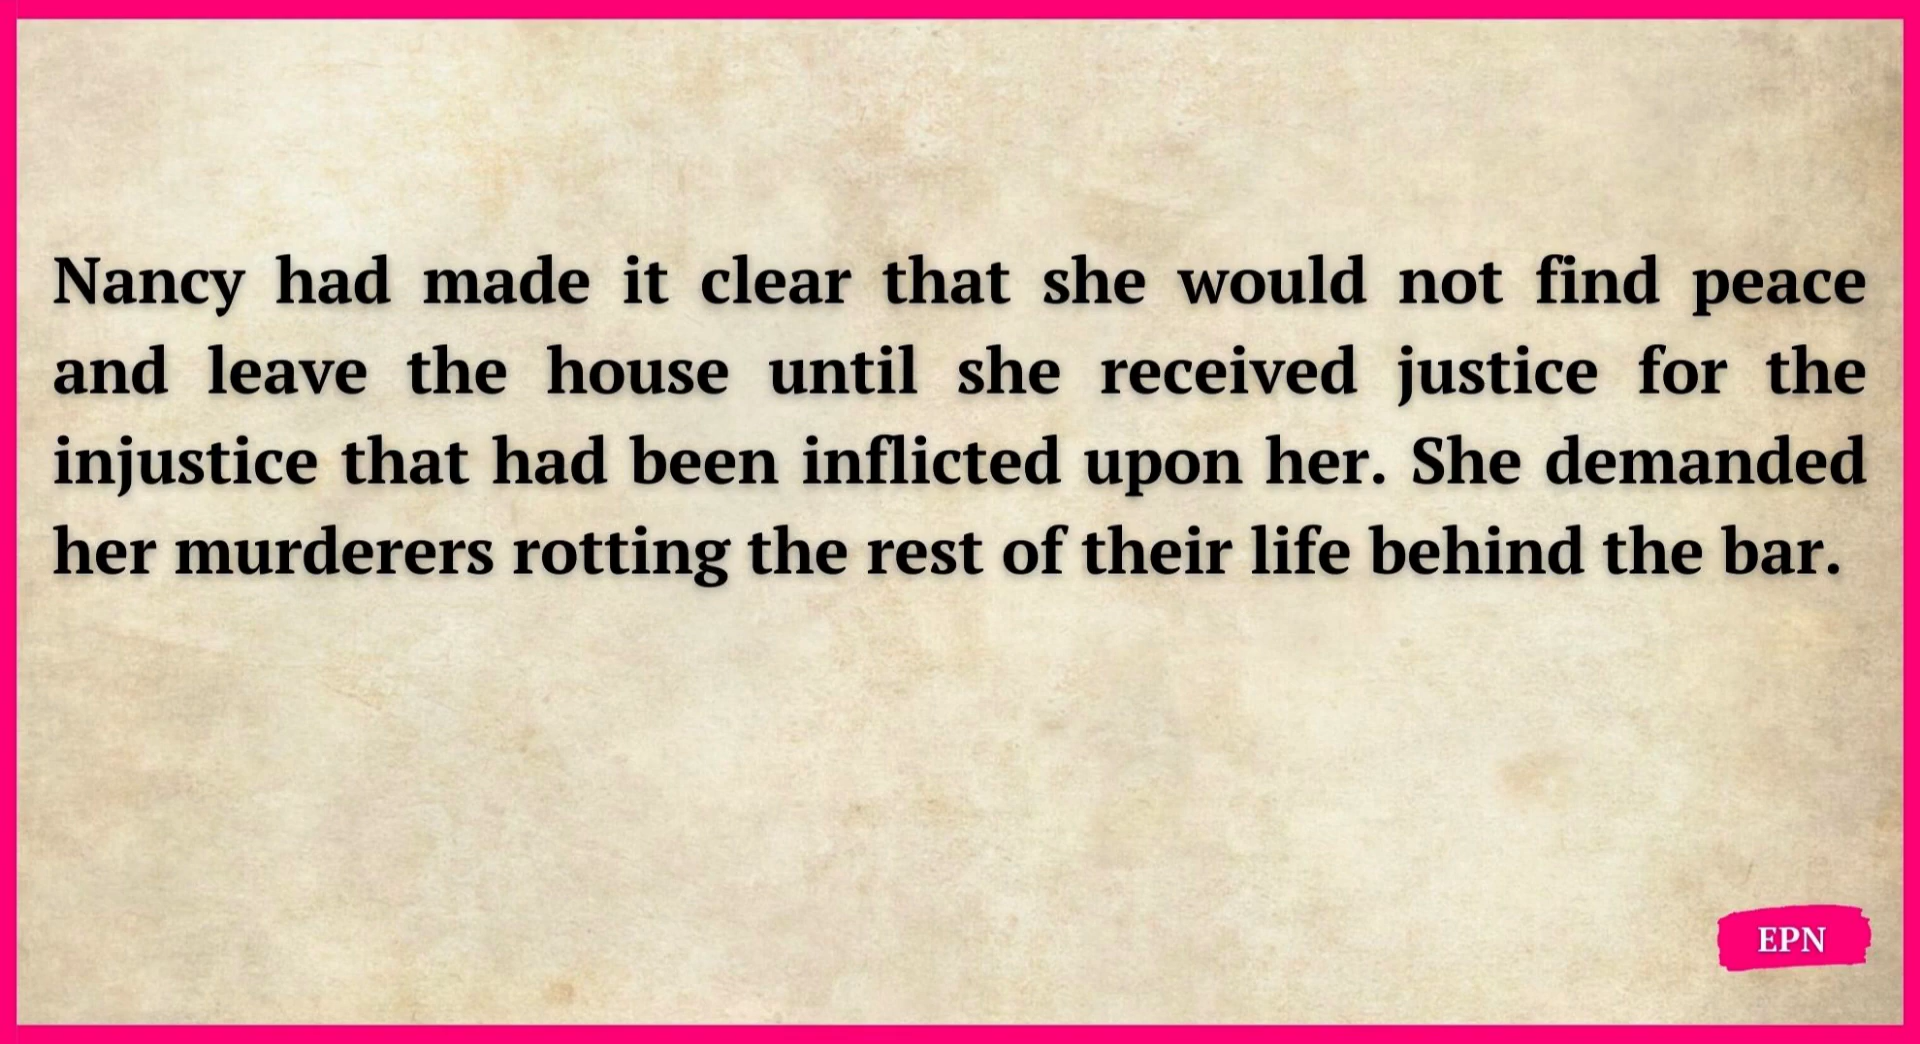 Nancy had made it clear that she would not find peace
and leave the house until she received justice for the
injustice that had been inflicted upon her. She demanded
her murderers rotting the rest of their life behind the bar.
EPN